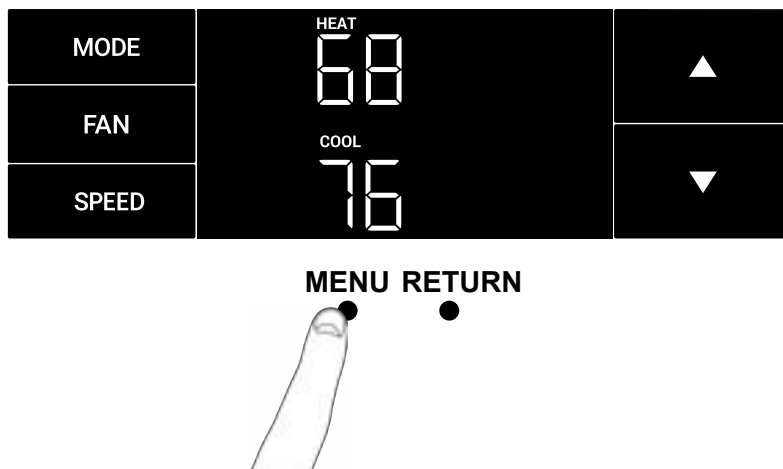 MODE
FAN
SPEED
HEAT
68
COOL
76
MENU RETURN